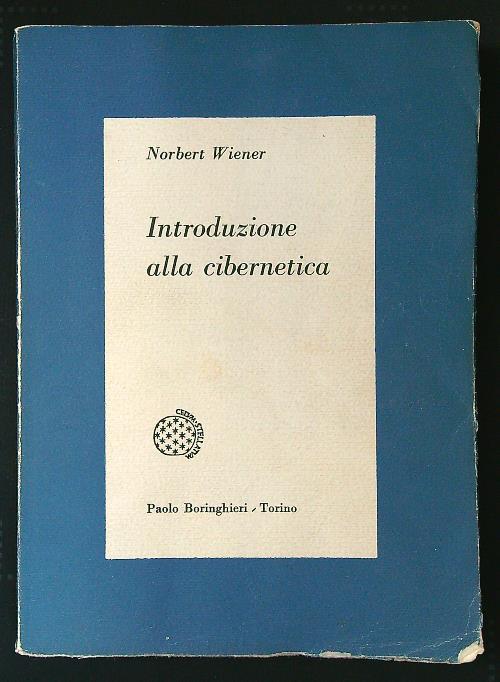 Norbert Wiener
Introduzione
alla cibernetica
Paolo Boringhieri - Torino